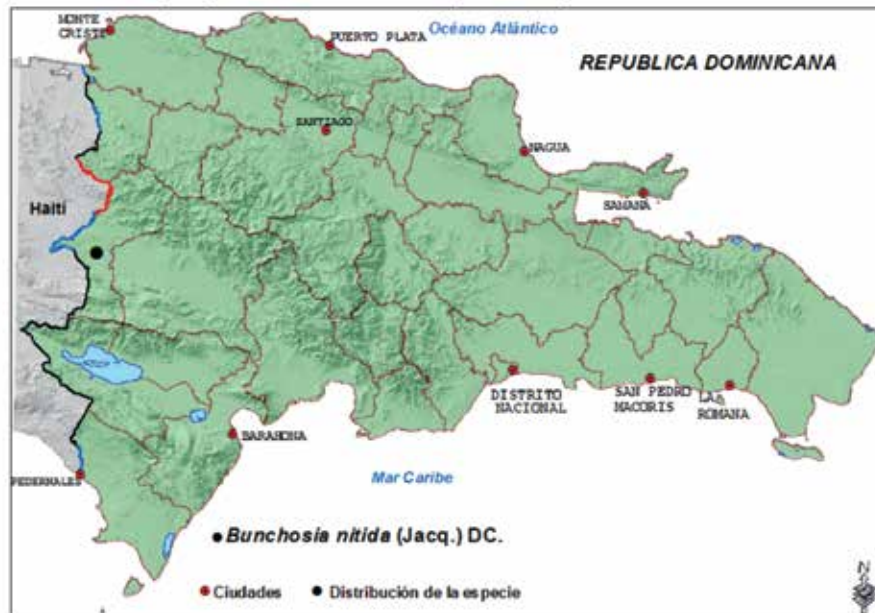 MONTE
CRISTE
PUERTO PLATA
Océano Atlántico
REPUBLICA DOMINICANA
SANTIAGO
NAGUA
SAMANÁ
Haití
DISTRITO
NACIONAL
SAN PEDRO
MACORIS
LA
ROMANA
BARAHONA
PEDERNALES
Mar Caribe
Bunchosia nitida (Jacq.) DC.
N
Ciudades
Distribución de la especie